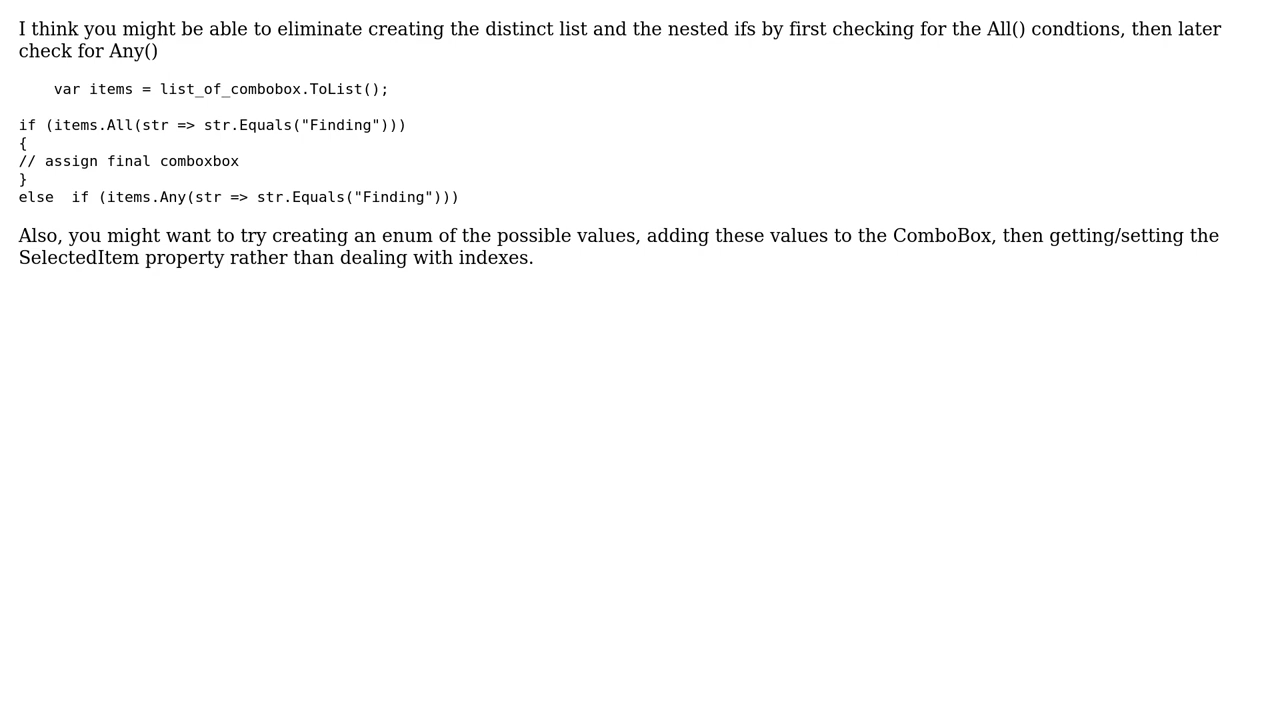 I think you might be able to eliminate creating the distinct list and the nested ifs by first checking for the All() condtions, then later
check for Any()
var items = list_of_combobox.ToList();
if (items.All(str => str.Equals("Finding")))
{
// assign final comboxbox
}
else  if (items.Any(str => str.Equals("Finding")))
Also, you might want to try creating an enum of the possible values, adding these values to the ComboBox, then getting/setting the
SelectedItem property rather than dealing with indexes.